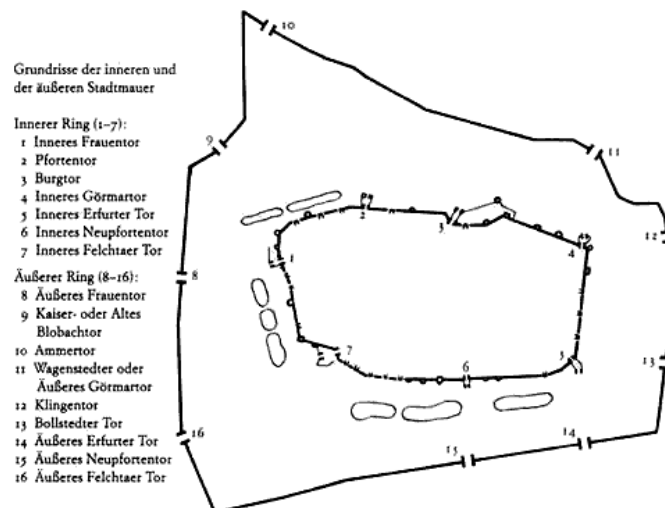 Grundrisse der inneren und
der äußeren Stadtmauer
Innerer Ring (1–7):
1 Inneres Frauentor
2 Pfortentor
3 Burgtor
4 Inneres Görmartor
5 Inneres Erfurter Tor
6 Inneres Neupfortentor
7 Inneres Felchtaer Tor
Äußerer Ring (8–16):
8 Äußeres Frauentor
9 Kaiser- oder Altes
Blobachtor
10 Ammertor
11 Wagenstedter oder
Äußeres Görmartor
12 Klingentor
13 Bollstedter Tor
14 Äußeres Erfurter Tor
15 Äußeres Neupfortentor
16 Äußeres Felchtaer Tor
10
9
11
2
3
12
4
1
8
7
5
13
6
16
14
15